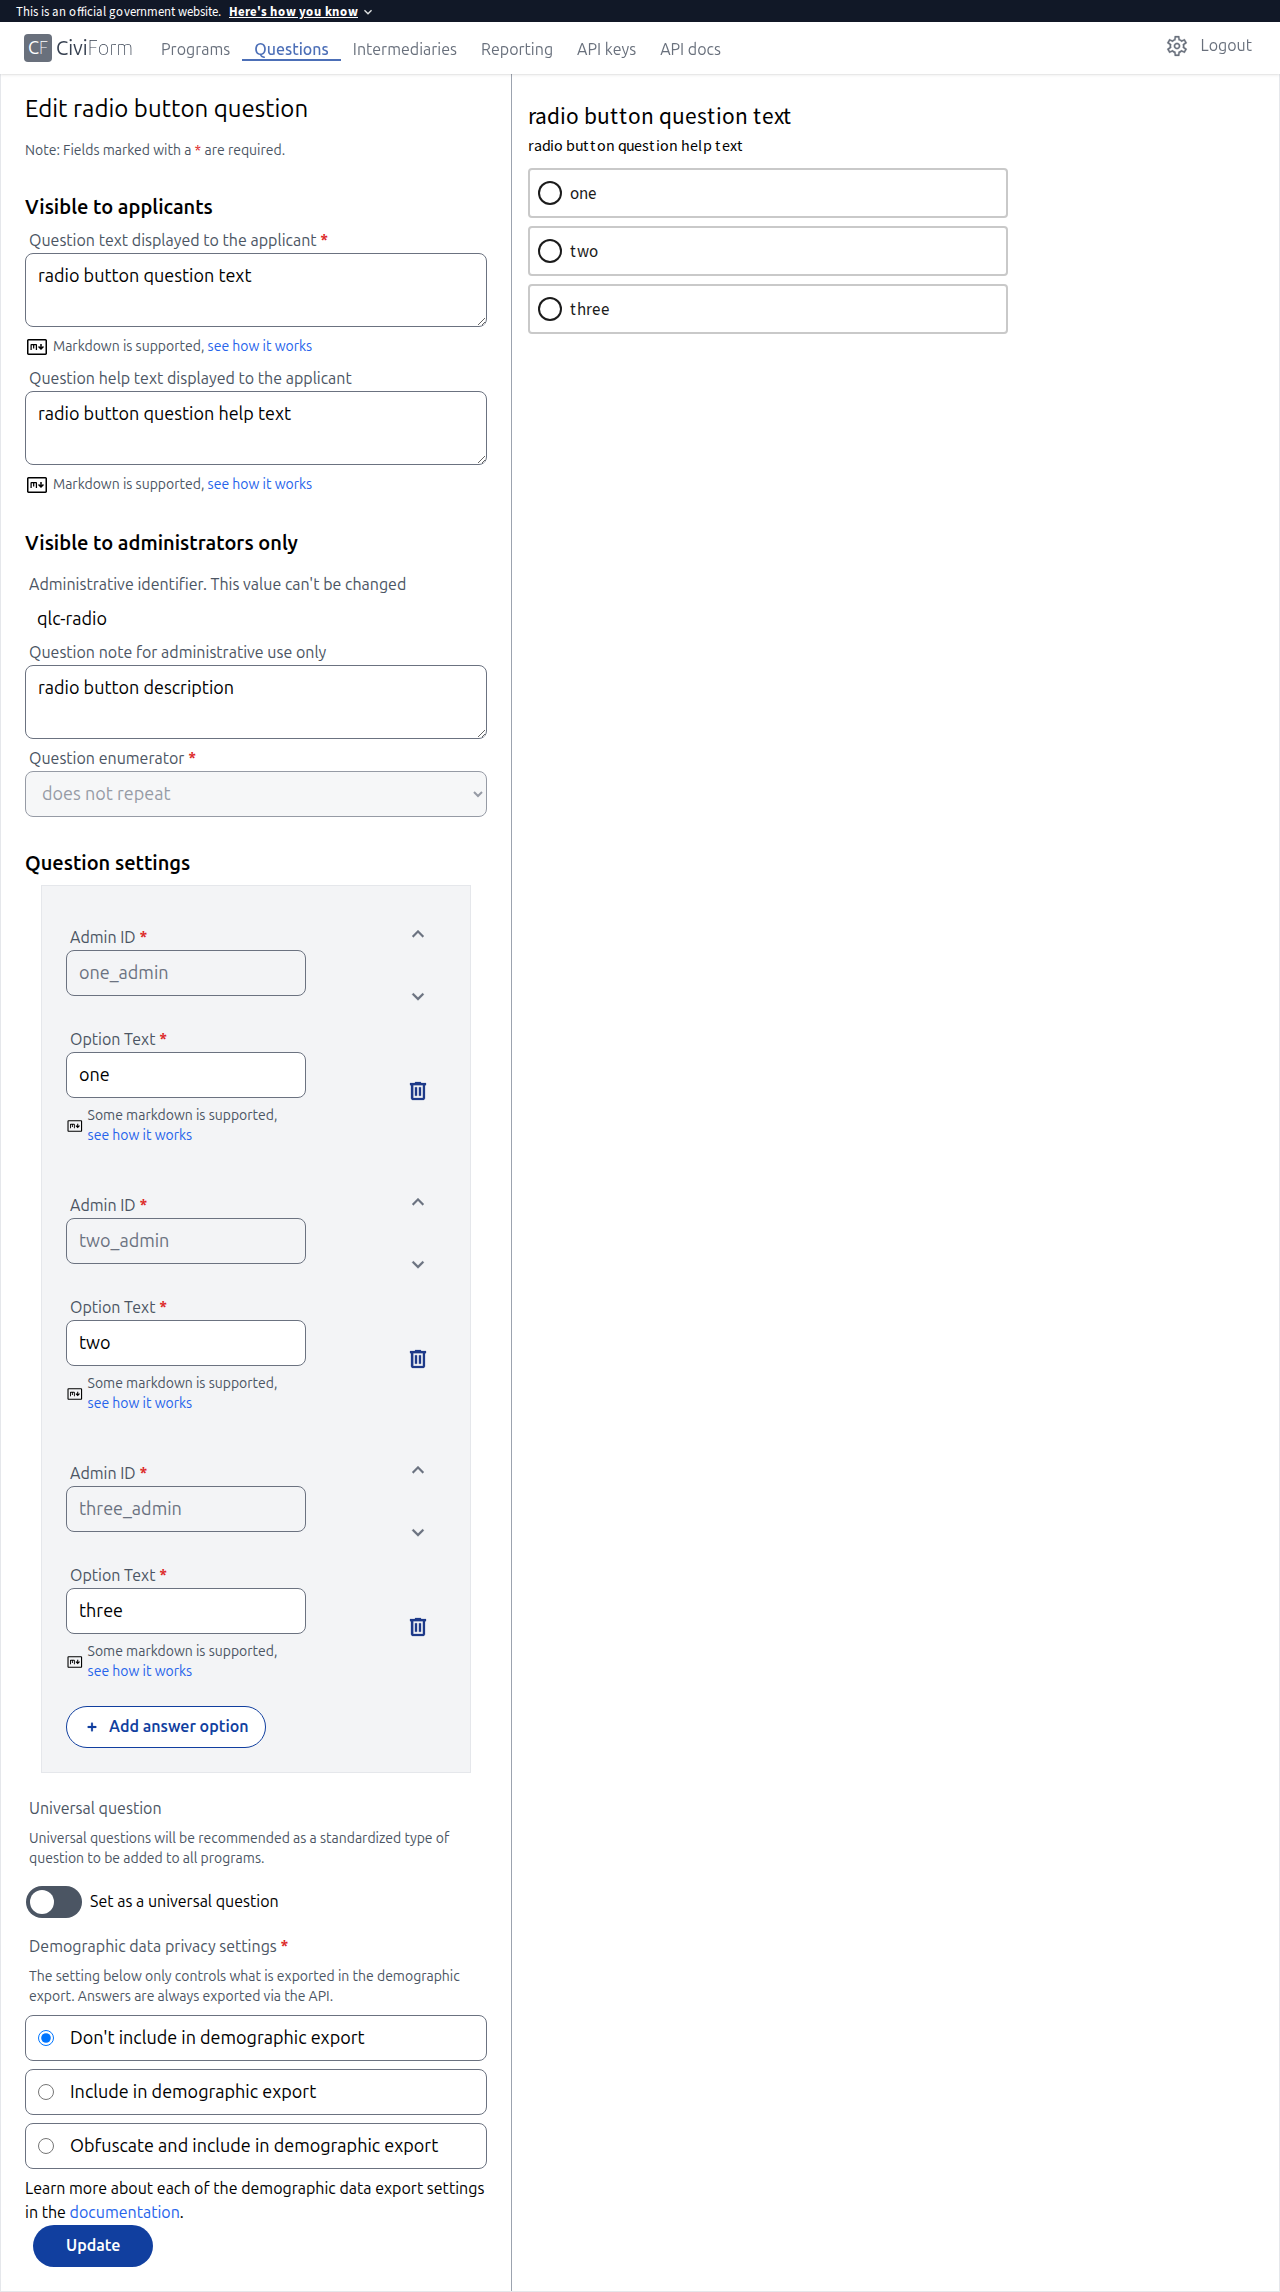 This is an official government website. Here's how you know
CF CiviForm Programs Questions Intermediaries Reporting API keys API docs Logout
Edit radio button question
Note: Fields marked with a * are required.
Visible to applicants
Question text displayed to the applicant *
radio button question text
Markdown is supported, see how it works
Question help text displayed to the applicant
radio button question help text
Markdown is supported, see how it works
Visible to administrators only
Administrative identifier. This value can't be changed
qlc-radio
Question note for administrative use only
radio button description
Question enumerator *
does not repeat
Question settings
Admin ID *
one_admin
Option Text *
one
Some markdown is supported,
see how it works
Admin ID *
two_admin
Option Text *
two
Some markdown is supported,
see how it works
Admin ID *
three_admin
Option Text *
three
Some markdown is supported,
see how it works
+ Add answer option
Universal question
Universal questions will be recommended as a standardized type of
question to be added to all programs.
Set as a universal question
Demographic data privacy settings *
The setting below only controls what is exported in the demographic
export. Answers are always exported via the API.
Don't include in demographic export
Include in demographic export
Obfuscate and include in demographic export
Learn more about each of the demographic data export settings
in the documentation.
Update
radio button question text
radio button question help text
one
two
three